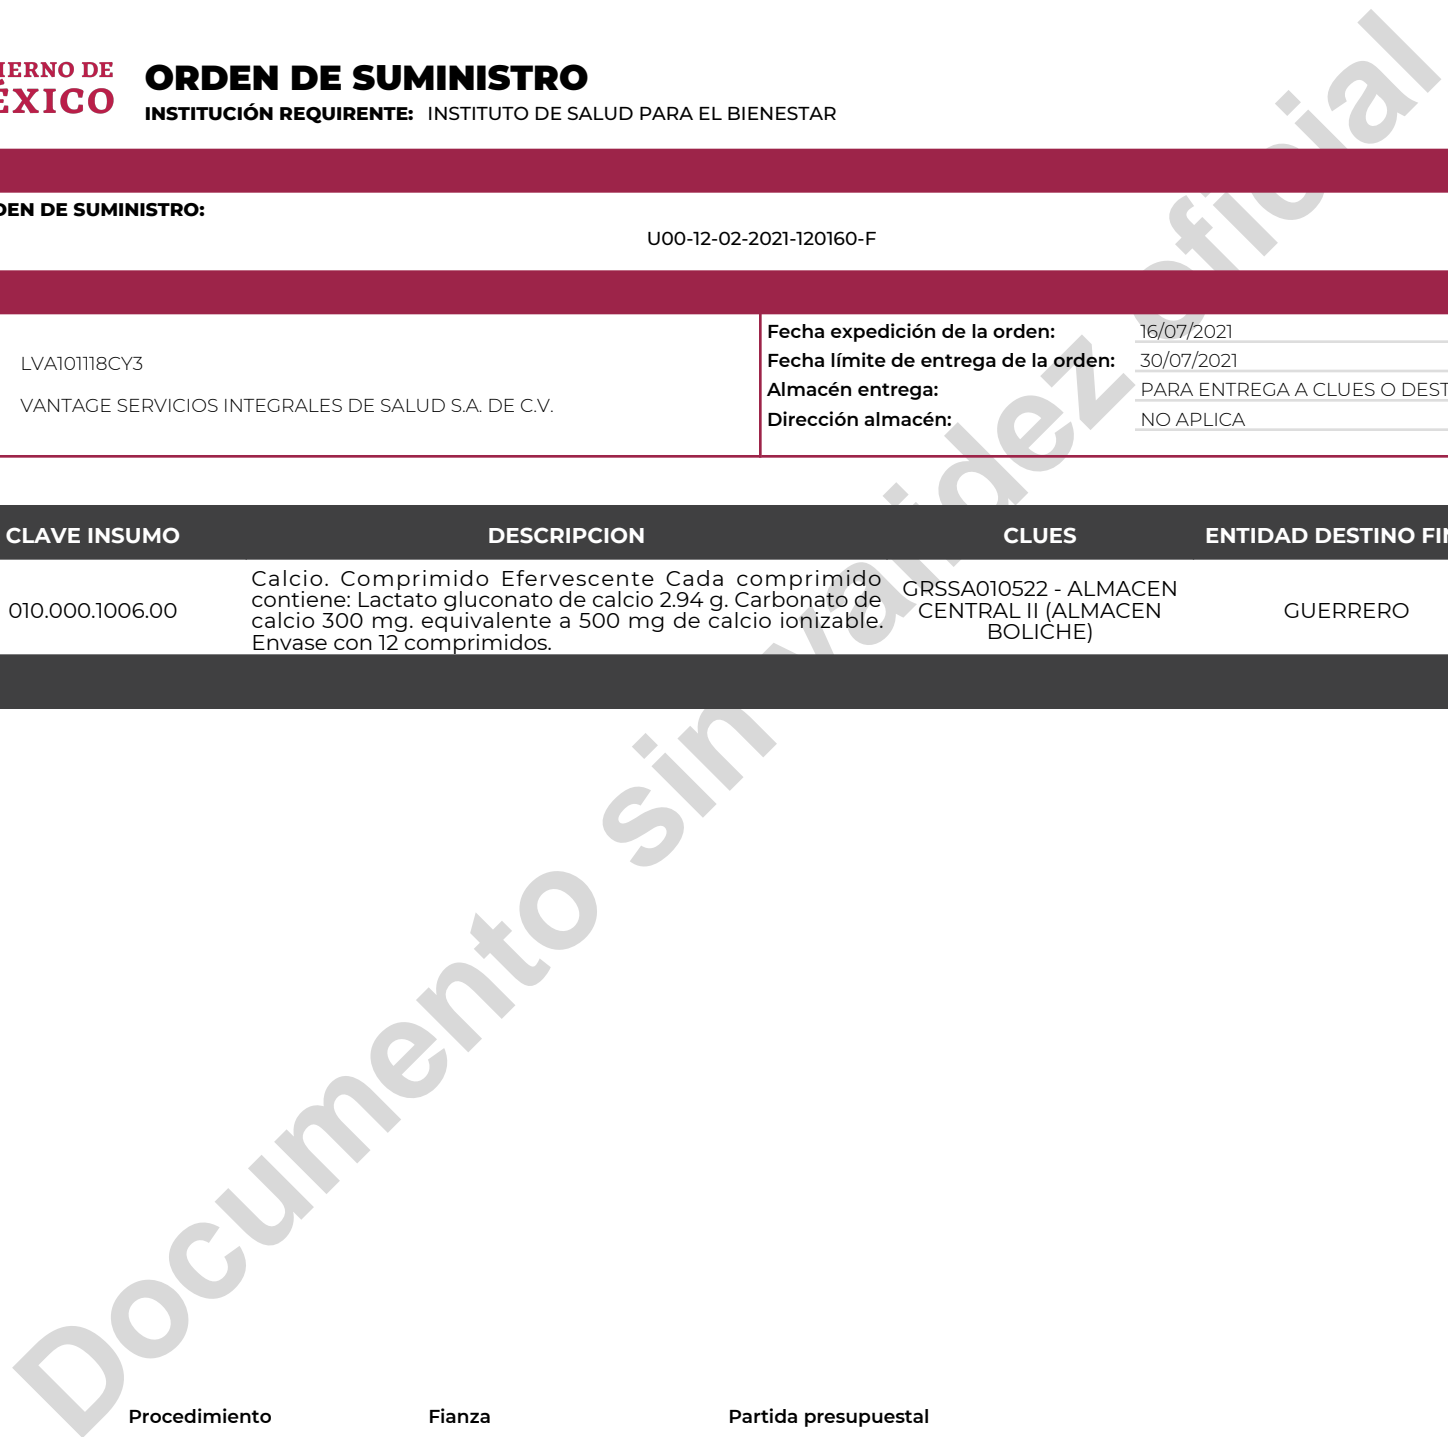 IERNO DE
ÉXICO
ORDEN DE SUMINISTRO
INSTITUCIÓN REQUIRENTE: INSTITUTO DE SALUD PARA EL BIENESTAR
DEN DE SUMINISTRO:
U00-12-02-2021-120160-F
LVA101118CY3
VANTAGE SERVICIOS INTEGRALES DE SALUD S.A. DE C.V.
Fecha expedición de la orden: 16/07/2021
Fecha límite de entrega de la orden: 30/07/2021
Almacén entrega: PARA ENTREGA A CLUES O DEST
Dirección almacén: NO APLICA
CLAVE INSUMO DESCRIPCION CLUES ENTIDAD DESTINO FIN
010.000.1006.00
Calcio. Comprimido Efervescente Cada comprimido
contiene: Lactato gluconato de calcio 2.94 g. Carbonato de
calcio 300 mg. equivalente a 500 mg de calcio ionizable.
Envase con 12 comprimidos.
GRSSA010522 - ALMACEN
CENTRAL II (ALMACEN
BOLICHE)
GUERRERO
Documento sin validez oficial
Procedimiento Fianza Partida presupuestal